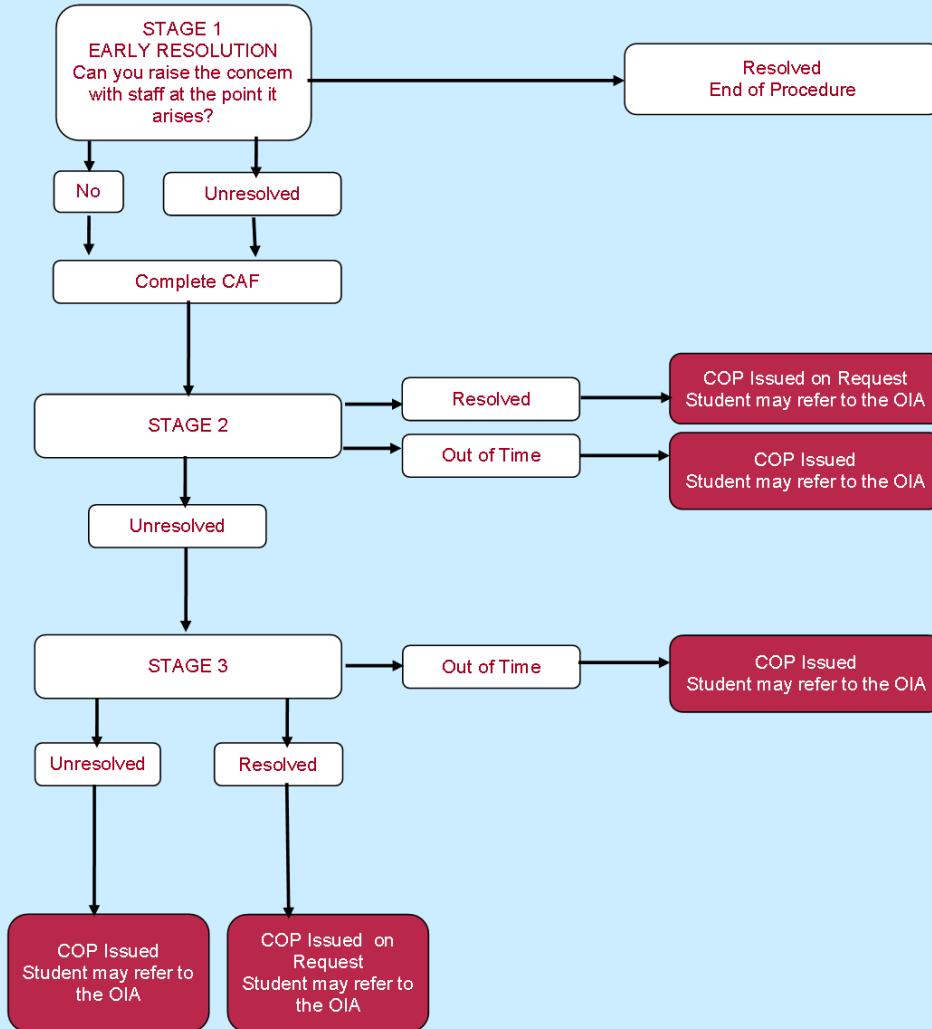 STAGE 1
EARLY RESOLUTION
Can you raise the concern
with staff at the point it
arises?
Resolved
End of Procedure
No
Unresolved
Complete CAF
STAGE 2
Resolved
COP Issued on Request
Student may refer to the OIA
Out of Time
COP Issued
Student may refer to the OIA
Unresolved
STAGE 3
Out of Time
COP Issued
Student may refer to the OIA
Unresolved
Resolved
COP Issued
Student may refer to
the OIA
COP Issued on
Request
Student may refer to
the OIA